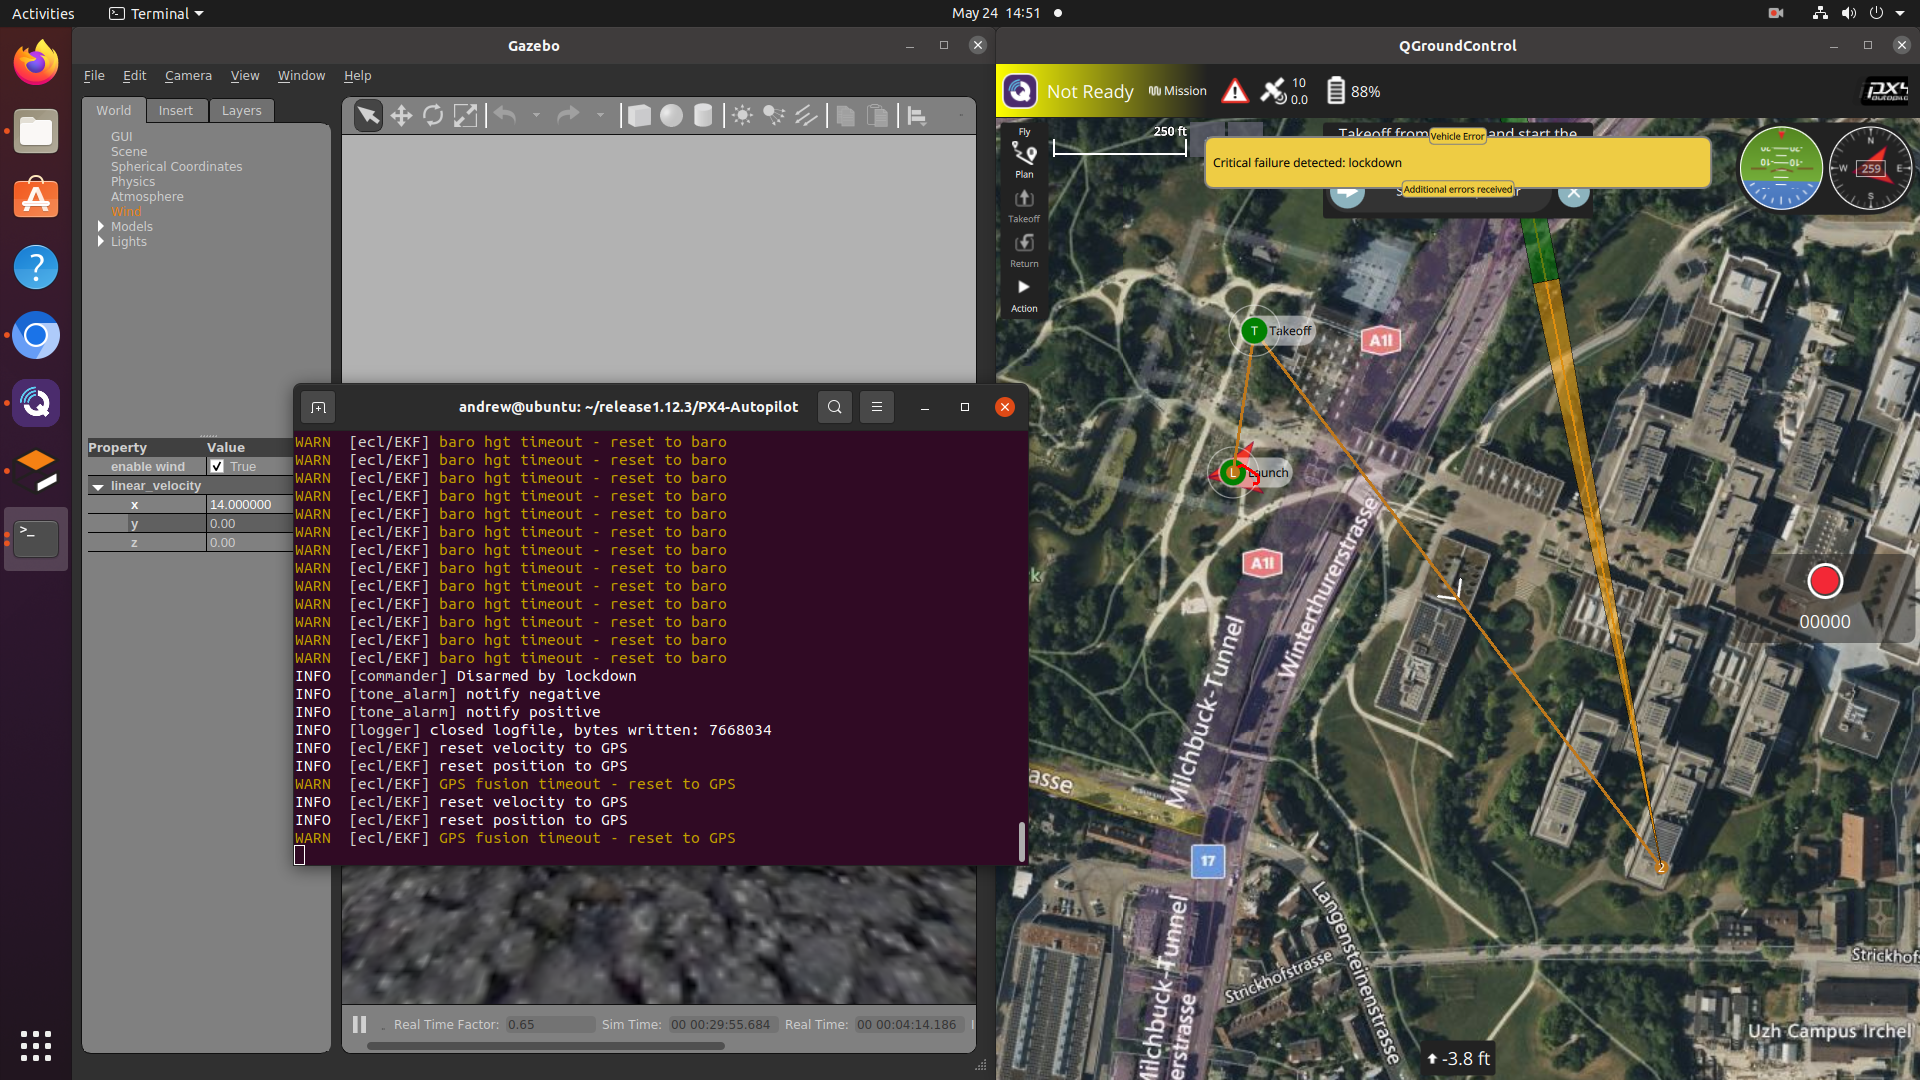 Activities
Terminal
May 24 14:51
Gazebo
File Edit Camera View Window Help
World Insert Layers
GUI
Scene
Spherical Coordinates
Physics
Atmosphere
Wind
Models
Lights
Property Value
enable wind True
linear_velocity
x 14.000000
y 0.00
z 0.00
Real Time Factor: 0.65 Sim Time: 00 00:29:55.684 Real Time: 00 00:04:14.186
andrew@ubuntu: ~/release1.12.3/PX4-Autopilot
WARN [ecl/EKF] baro hgt timeout - reset to baro
WARN [ecl/EKF] baro hgt timeout - reset to baro
WARN [ecl/EKF] baro hgt timeout - reset to baro
WARN [ecl/EKF] baro hgt timeout - reset to baro
WARN [ecl/EKF] baro hgt timeout - reset to baro
WARN [ecl/EKF] baro hgt timeout - reset to baro
WARN [ecl/EKF] baro hgt timeout - reset to baro
WARN [ecl/EKF] baro hgt timeout - reset to baro
WARN [ecl/EKF] baro hgt timeout - reset to baro
WARN [ecl/EKF] baro hgt timeout - reset to baro
WARN [ecl/EKF] baro hgt timeout - reset to baro
WARN [ecl/EKF] baro hgt timeout - reset to baro
WARN [ecl/EKF] baro hgt timeout - reset to baro
INFO [commander] Disarmed by lockdown
INFO [tone_alarm] notify negative
INFO [tone_alarm] notify positive
INFO [logger] closed logfile, bytes written: 7668034
INFO [ecl/EKF] reset velocity to GPS
INFO [ecl/EKF] reset position to GPS
WARN [ecl/EKF] GPS fusion timeout - reset to GPS
INFO [ecl/EKF] reset velocity to GPS
INFO [ecl/EKF] reset position to GPS
WARN [ecl/EKF] GPS fusion timeout - reset to GPS
QGroundControl
Not Ready
Mission
10
0.0
88%
px4
autopilot
Fly
Plan
Takeoff
Return
Action
250 ft
Takeoff from and start the
Vehicle Error
Critical failure detected: lockdown
Additional errors received
N
W 259 E
S
T Takeoff
L Launch
A1l
A1l
Winterthurerstrasse
Milchbuck-Tunnel
asse
17
Milchbuck-Tunnel
erstrasse
Langensteinenstrasse
Strickhofstrasse
Strickhofs
Uzh Campus Irchel
2
00000
-3.8 ft